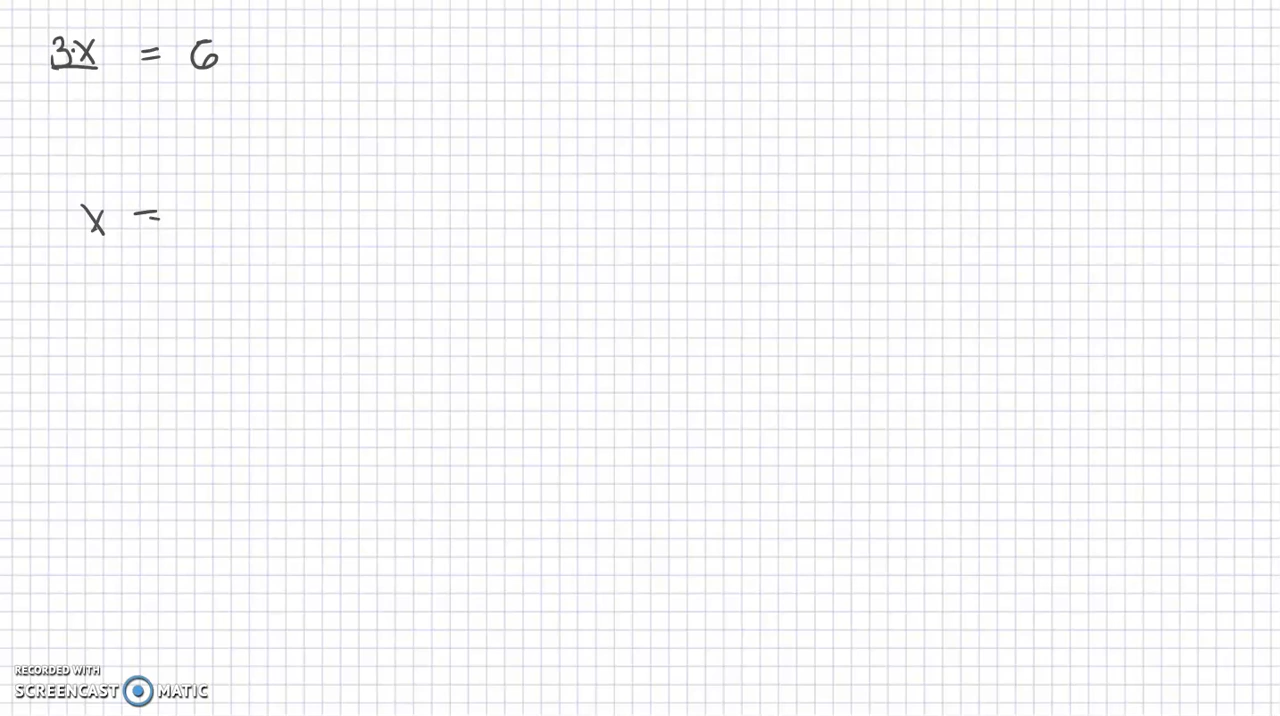 3·x = 6
x =
RECORDED WITH
SCREENCAST MATIC